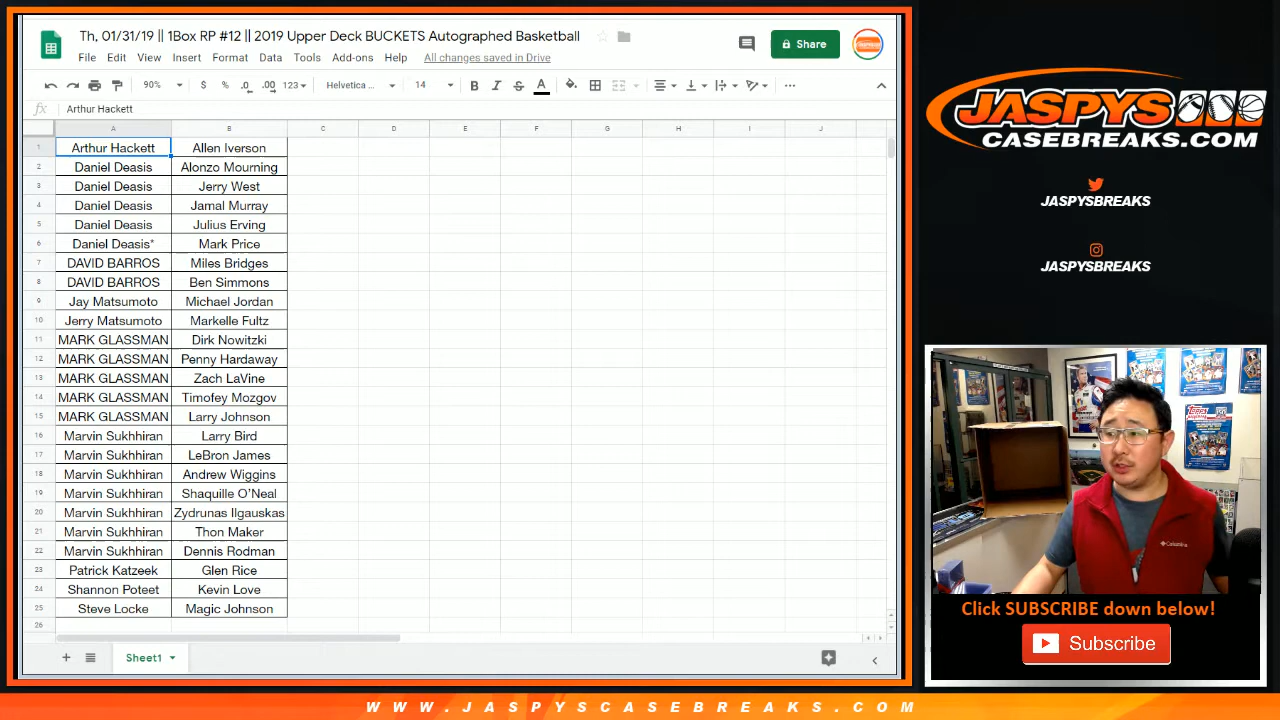 Th, 01/31/19 || 1Box RP #12 || 2019 Upper Deck BUCKETS Autographed Basketball
File Edit View Insert Format Data Tools Add-ons Help All changes saved in Drive
Share
90% $ % .0 .00 123 Helvetica ... 14 B I S A
fx Arthur Hackett
A B C D E F G H I J
1 Arthur Hackett Allen Iverson
2 Daniel Deasis Alonzo Mourning
3 Daniel Deasis Jerry West
4 Daniel Deasis Jamal Murray
5 Daniel Deasis Julius Erving
6 Daniel Deasis* Mark Price
7 DAVID BARROS Miles Bridges
8 DAVID BARROS Ben Simmons
9 Jay Matsumoto Michael Jordan
10 Jerry Matsumoto Markelle Fultz
11 MARK GLASSMAN Dirk Nowitzki
12 MARK GLASSMAN Penny Hardaway
13 MARK GLASSMAN Zach LaVine
14 MARK GLASSMAN Timofey Mozgov
15 MARK GLASSMAN Larry Johnson
16 Marvin Sukhhiran Larry Bird
17 Marvin Sukhhiran LeBron James
18 Marvin Sukhhiran Andrew Wiggins
19 Marvin Sukhhiran Shaquille O'Neal
20 Marvin Sukhhiran Zydrunas Ilgauskas
21 Marvin Sukhhiran Thon Maker
22 Marvin Sukhhiran Dennis Rodman
23 Patrick Katzeek Glen Rice
24 Shannon Poteet Kevin Love
25 Steve Locke Magic Johnson
26
Sheet1
JASPYS
CASEBREAKS.COM
JASPYSBREAKS
JASPYSBREAKS
TOPPS
Columbia
Click SUBSCRIBE down below!
Subscribe
WWW.JASPYSCASEBREAKS.COM